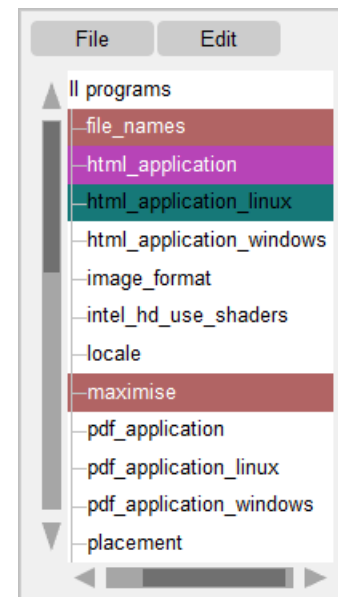 File Edit
ll programs
file_names
html_application
html_application_linux
html_application_windows
image_format
intel_hd_use_shaders
locale
maximise
pdf_application
pdf_application_linux
pdf_application_windows
placement